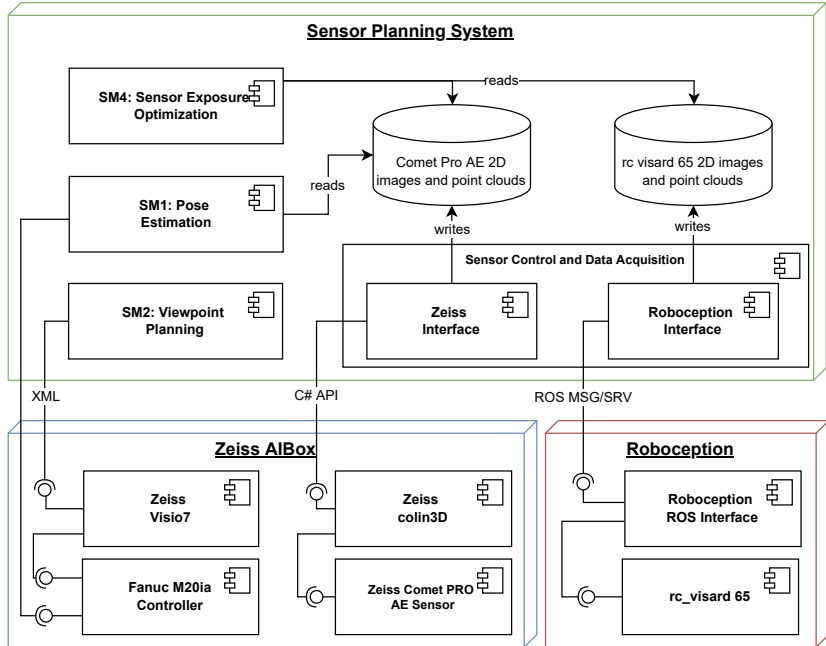 Sensor Planning System
SM4: Sensor Exposure
Optimization
reads
Comet Pro AE 2D
images and point clouds
rc visard 65 2D images
and point clouds
SM1: Pose
Estimation
reads
writes
writes
Sensor Control and Data Acquisition
SM2: Viewpoint
Planning
Zeiss
Interface
Roboception
Interface
XML
C# API
ROS MSG/SRV
Zeiss AIBox
Roboception
Zeiss
Visio7
Zeiss
colin3D
Roboception
ROS Interface
Fanuc M20ia
Controller
Zeiss Comet PRO
AE Sensor
rc_visard 65